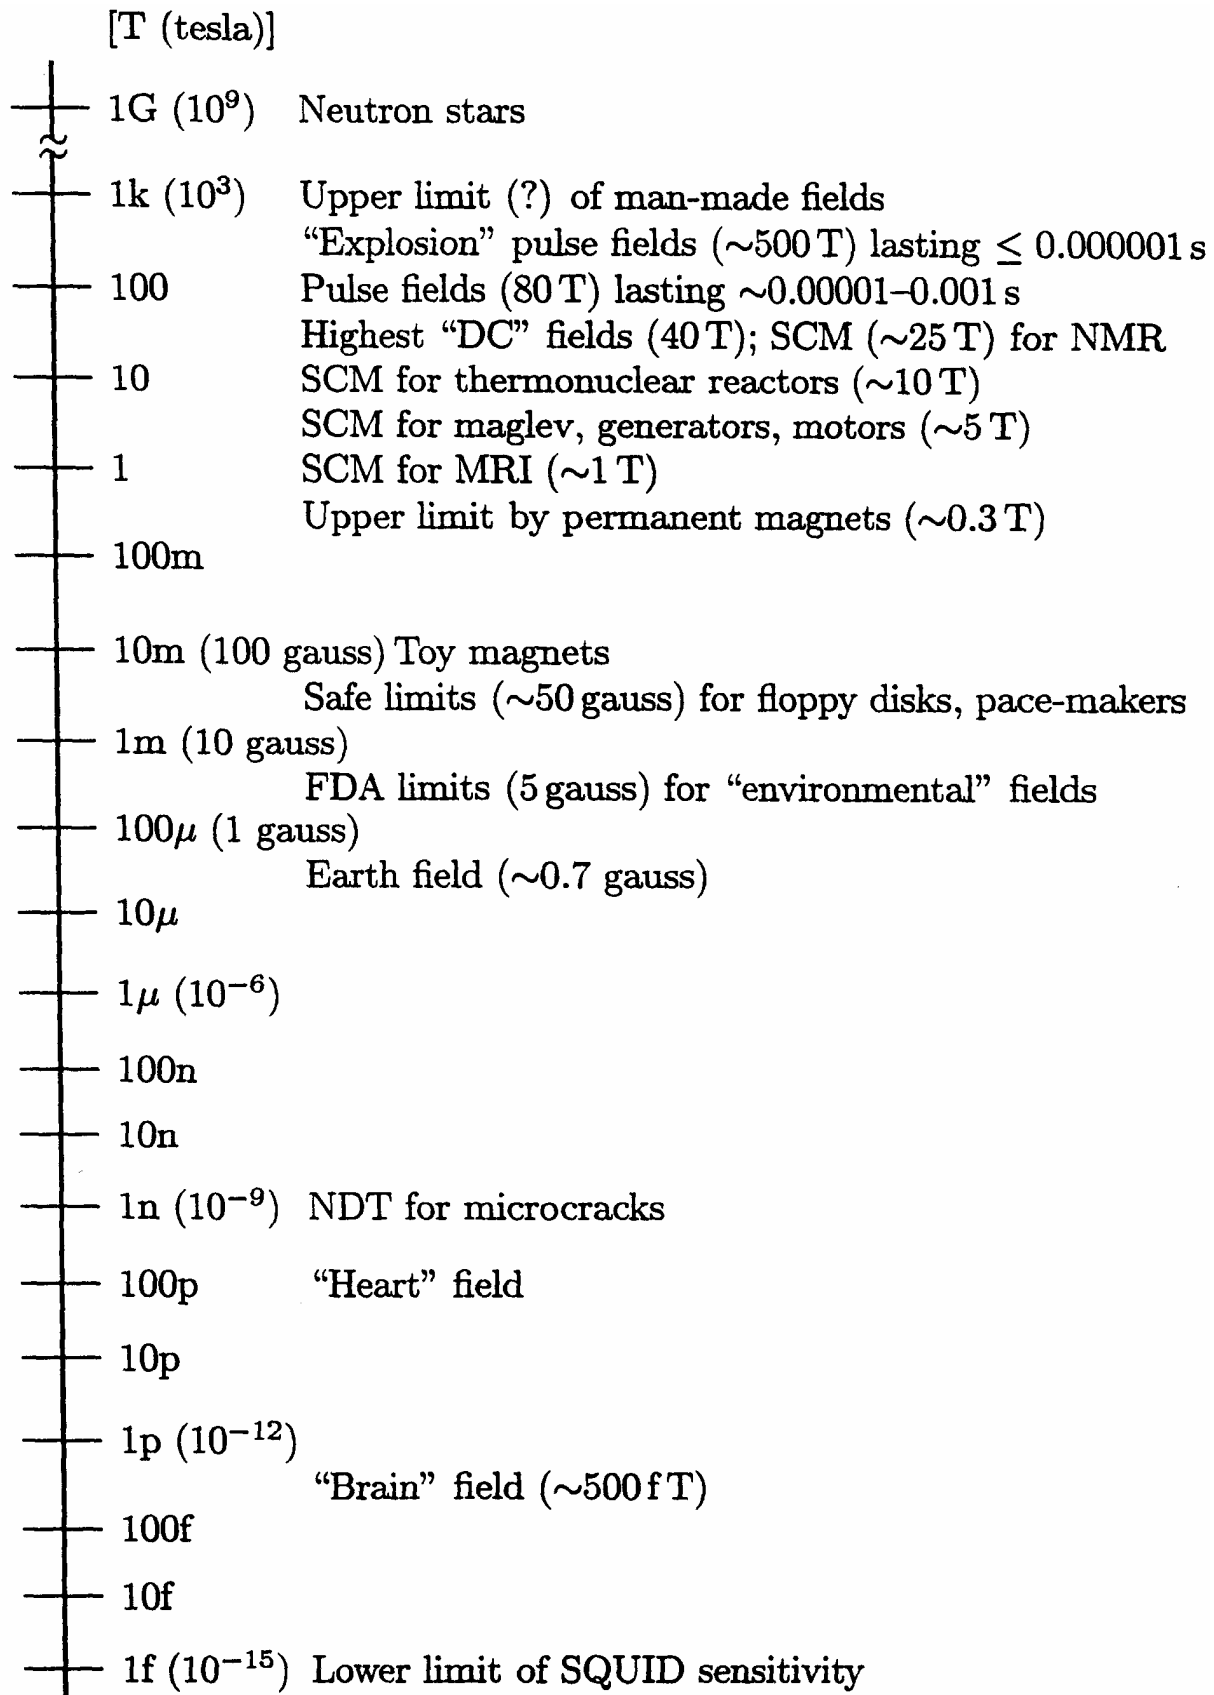 [T (tesla)]
1G (10⁹) Neutron stars
1k (10³) Upper limit (?) of man-made fields
“Explosion” pulse fields (∼500 T) lasting ≤ 0.000001 s
100 Pulse fields (80 T) lasting ∼0.00001–0.001 s
Highest “DC” fields (40 T); SCM (∼25 T) for NMR
10 SCM for thermonuclear reactors (∼10 T)
SCM for maglev, generators, motors (∼5 T)
1 SCM for MRI (∼1 T)
Upper limit by permanent magnets (∼0.3 T)
100m
10m (100 gauss) Toy magnets
Safe limits (∼50 gauss) for floppy disks, pace-makers
1m (10 gauss)
FDA limits (5 gauss) for “environmental” fields
100μ (1 gauss)
Earth field (∼0.7 gauss)
10μ
1μ (10⁻⁶)
100n
10n
1n (10⁻⁹) NDT for microcracks
100p “Heart” field
10p
1p (10⁻¹²)
“Brain” field (∼500 f T)
100f
10f
1f (10⁻¹⁵) Lower limit of SQUID sensitivity